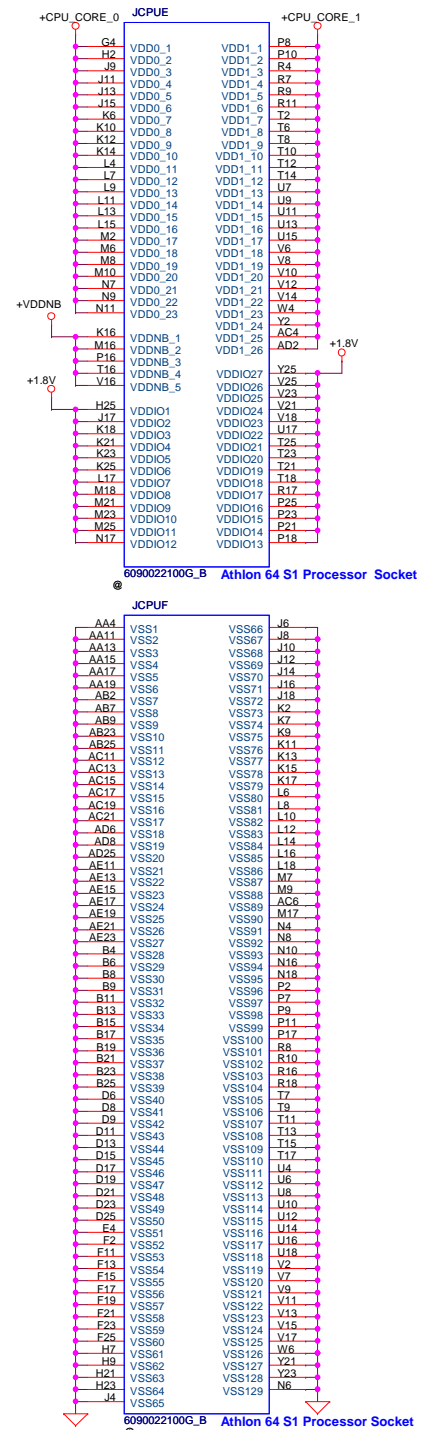 JCPUE
+CPU_CORE_0 +CPU_CORE_1
G4 VDD0_1 VDD1_1 P8
H2 VDD0_2 VDD1_2 P10
J9 VDD0_3 VDD1_3 R4
J11 VDD0_4 VDD1_4 R7
J13 VDD0_5 VDD1_5 R9
J15 VDD0_6 VDD1_6 R11
K6 VDD0_7 VDD1_7 T2
K10 VDD0_8 VDD1_8 T6
K12 VDD0_9 VDD1_9 T8
K14 VDD0_10 VDD1_10 T10
L4 VDD0_11 VDD1_11 T12
L7 VDD0_12 VDD1_12 T14
L9 VDD0_13 VDD1_13 U7
L11 VDD0_14 VDD1_14 U9
L13 VDD0_15 VDD1_15 U11
L15 VDD0_16 VDD1_16 U13
M2 VDD0_17 VDD1_17 U15
M6 VDD0_18 VDD1_18 V6
M8 VDD0_19 VDD1_19 V8
M10 VDD0_20 VDD1_20 V10
N7 VDD0_21 VDD1_21 V12
N9 VDD0_22 VDD1_22 V14
N11 VDD0_23 VDD1_23 W4
+VDDNB
VDD1_24 Y2
K16 VDDNB_1 VDD1_25 AC4
M16 VDDNB_2 VDD1_26 AD2
+1.8V
P16 VDDNB_3
T16 VDDNB_4 VDDIO27 Y25
V16 VDDNB_5 VDDIO26 V25
+1.8V
VDDIO25 V23
H25 VDDIO1 VDDIO24 V21
J17 VDDIO2 VDDIO23 V18
K18 VDDIO3 VDDIO22 U17
K21 VDDIO4 VDDIO21 T25
K23 VDDIO5 VDDIO20 T23
K25 VDDIO6 VDDIO19 T21
L17 VDDIO7 VDDIO18 T18
M18 VDDIO8 VDDIO17 R17
M21 VDDIO9 VDDIO16 P25
M23 VDDIO10 VDDIO15 P23
M25 VDDIO11 VDDIO14 P21
N17 VDDIO12 VDDIO13 P18
6090022100G_B Athlon 64 S1 Processor Socket
@
JCPUF
AA4 VSS1 VSS66 J6
AA11 VSS2 VSS67 J8
AA13 VSS3 VSS68 J10
AA15 VSS4 VSS69 J12
AA17 VSS5 VSS70 J14
AA19 VSS6 VSS71 J16
AB2 VSS7 VSS72 J18
AB7 VSS8 VSS73 K2
AB9 VSS9 VSS74 K7
AB23 VSS10 VSS75 K9
AB25 VSS11 VSS76 K11
AC11 VSS12 VSS77 K13
AC13 VSS13 VSS78 K15
AC15 VSS14 VSS79 K17
AC17 VSS15 VSS80 L6
AC19 VSS16 VSS81 L8
AC21 VSS17 VSS82 L10
AD6 VSS18 VSS83 L12
AD8 VSS19 VSS84 L14
AD25 VSS20 VSS85 L16
AE11 VSS21 VSS86 L18
AE13 VSS22 VSS87 M7
AE15 VSS23 VSS88 M9
AE17 VSS24 VSS89 AC6
AE19 VSS25 VSS90 M17
AE21 VSS26 VSS91 N4
AE23 VSS27 VSS92 N8
B4 VSS28 VSS93 N10
B6 VSS29 VSS94 N16
B8 VSS30 VSS95 N18
B9 VSS31 VSS96 P2
B11 VSS32 VSS97 P7
B13 VSS33 VSS98 P9
B15 VSS34 VSS99 P11
B17 VSS35 VSS100 P17
B19 VSS36 VSS101 R8
B21 VSS37 VSS102 R10
B23 VSS38 VSS103 R16
B25 VSS39 VSS104 R18
D6 VSS40 VSS105 T7
D8 VSS41 VSS106 T9
D9 VSS42 VSS107 T11
D11 VSS43 VSS108 T13
D13 VSS44 VSS109 T15
D15 VSS45 VSS110 T17
D17 VSS46 VSS111 U4
D19 VSS47 VSS112 U6
D21 VSS48 VSS113 U8
D23 VSS49 VSS114 U10
D25 VSS50 VSS115 U12
E4 VSS51 VSS116 U14
F2 VSS52 VSS117 U16
F11 VSS53 VSS118 U18
F13 VSS54 VSS119 V2
F15 VSS55 VSS120 V7
F17 VSS56 VSS121 V9
F19 VSS57 VSS122 V11
F21 VSS58 VSS123 V13
F23 VSS59 VSS124 V15
F25 VSS60 VSS125 V17
H7 VSS61 VSS126 W6
H9 VSS62 VSS127 Y21
H21 VSS63 VSS128 Y23
H23 VSS64 VSS129 N6
J4 VSS65
6090022100G_B Athlon 64 S1 Processor Socket